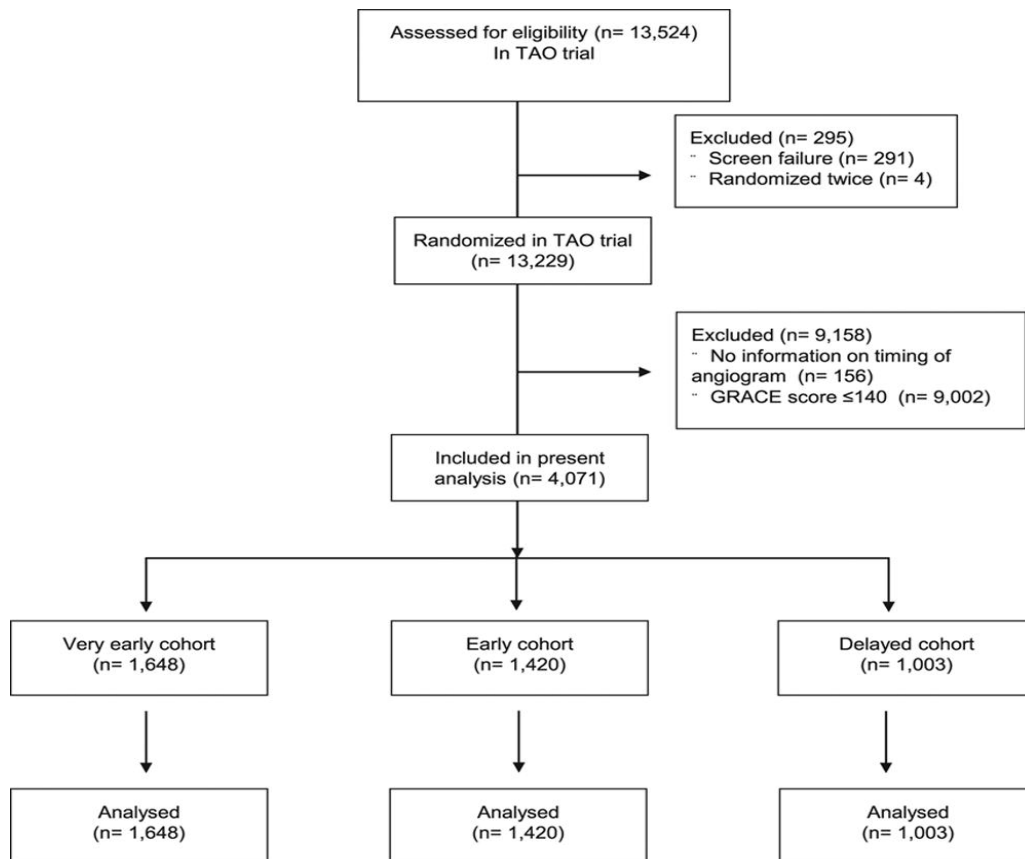 Assessed for eligibility (n= 13,524)
In TAO trial
Excluded (n= 295)
¨ Screen failure (n= 291)
¨ Randomized twice (n= 4)
Randomized in TAO trial
(n= 13,229)
Excluded (n= 9,158)
¨ No information on timing of
angiogram (n= 156)
¨ GRACE score ≤140 (n= 9,002)
Included in present
analysis (n= 4,071)
Very early cohort
(n= 1,648)
Early cohort
(n= 1,420)
Delayed cohort
(n= 1,003)
Analysed
(n= 1,648)
Analysed
(n= 1,420)
Analysed
(n= 1,003)